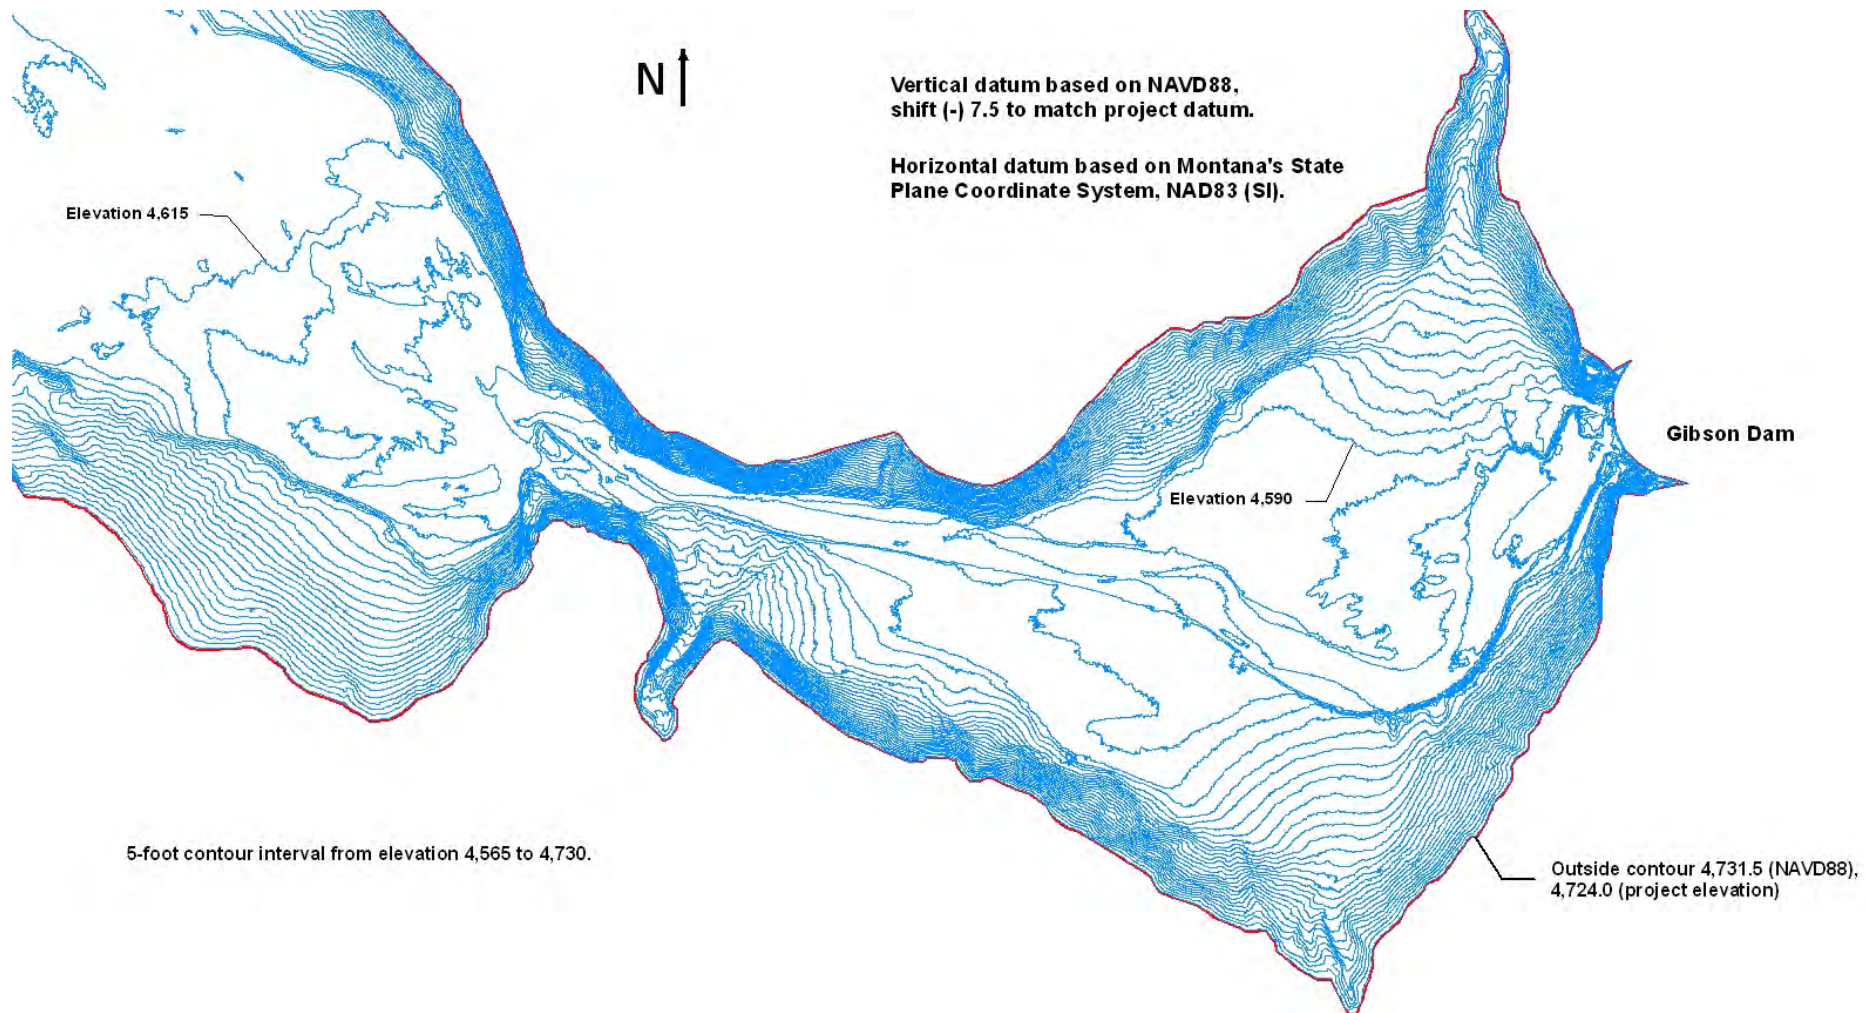 N
Vertical datum based on NAVD88,
shift (-) 7.5 to match project datum.
Horizontal datum based on Montana's State
Plane Coordinate System, NAD83 (SI).
Elevation 4,615
Gibson Dam
Elevation 4,590
5-foot contour interval from elevation 4,565 to 4,730.
Outside contour 4,731.5 (NAVD88),
4,724.0 (project elevation)